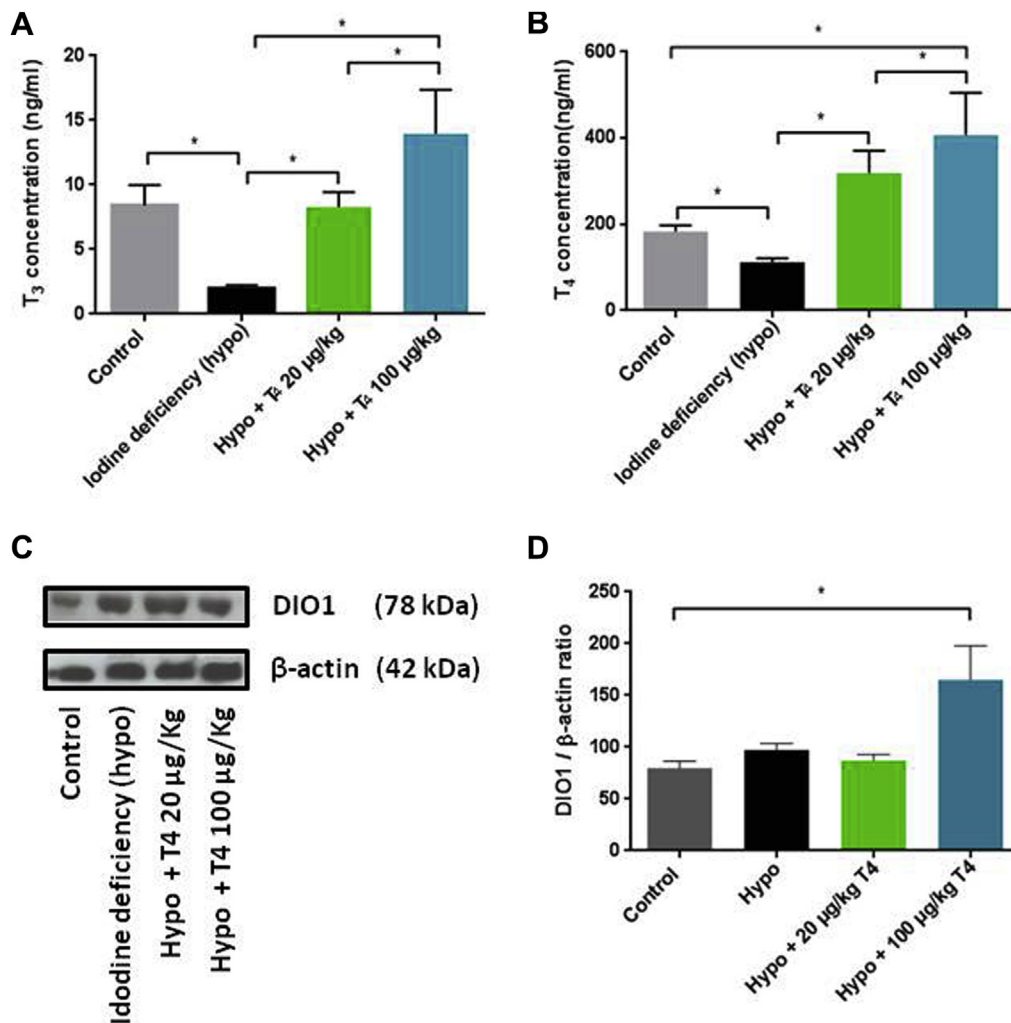 A
T3 concentration (ng/ml)
20
15
10
5
0
*
*
*
*
Control
Iodine deficiency (hypo)
Hypo + T4 20 µg/kg
Hypo + T4 100 µg/kg
B
T4 concentration(ng/ml)
600
400
200
0
*
*
*
*
Control
Iodine deficiency (hypo)
Hypo + T4 20 µg/kg
Hypo + T4 100 µg/kg
C
DIO1 (78 kDa)
β-actin (42 kDa)
Control
Idodine deficiency (hypo)
Hypo + T4 20 µg/Kg
Hypo + T4 100 µg/Kg
D
DIO1 / β-actin ratio
250
200
150
100
50
0
*
Control
Hypo
Hypo + 20 µg/kg T4
Hypo + 100 µg/kg T4